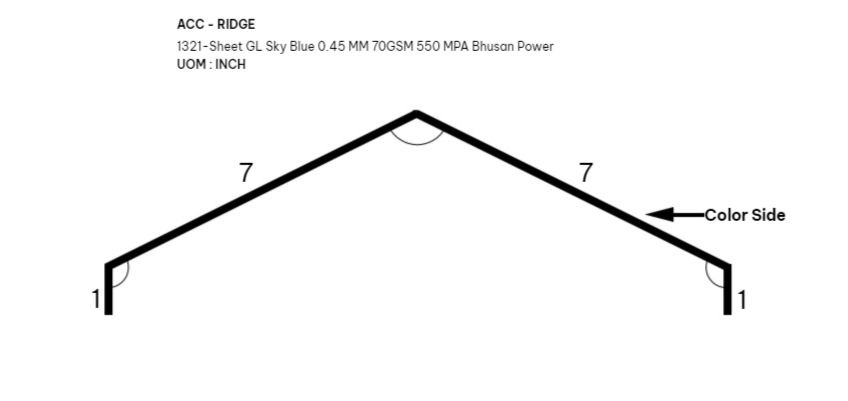 ACC - RIDGE
1321-Sheet GL Sky Blue 0.45 MM 70GSM 550 MPA Bhusan Power
UOM : INCH
7
7
Color Side
1
1